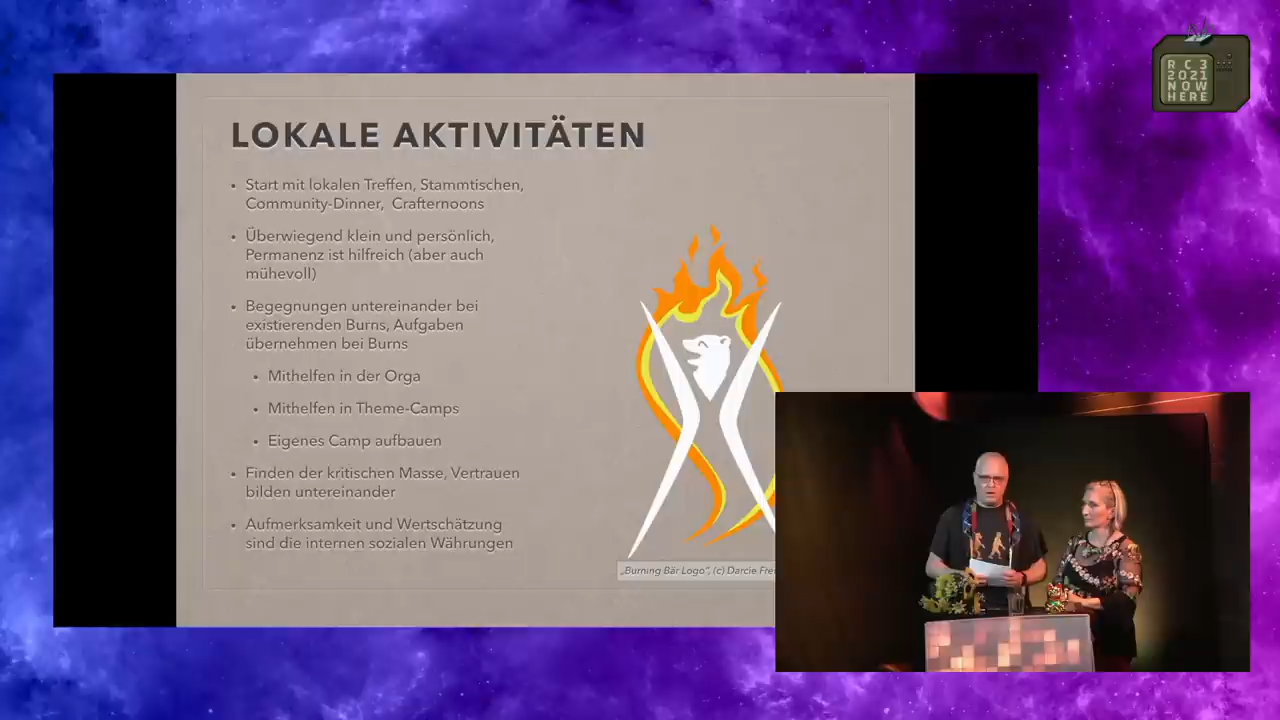 RC3
2021
NOW
HERE
LOKALE AKTIVITÄTEN
• Start mit lokalen Treffen, Stammtischen,
Community-Dinner, Crafternoons
• Überwiegend klein und persönlich,
Permanenz ist hilfreich (aber auch
mühevoll)
• Begegnungen untereinander bei
existierenden Burns, Aufgaben
übernehmen bei Burns
• Mithelfen in der Orga
• Mithelfen in Theme-Camps
• Eigenes Camp aufbauen
• Finden der kritischen Masse, Vertrauen
bilden untereinander
• Aufmerksamkeit und Wertschätzung
sind die internen sozialen Währungen
„Burning Bär Logo", (c) Darcie